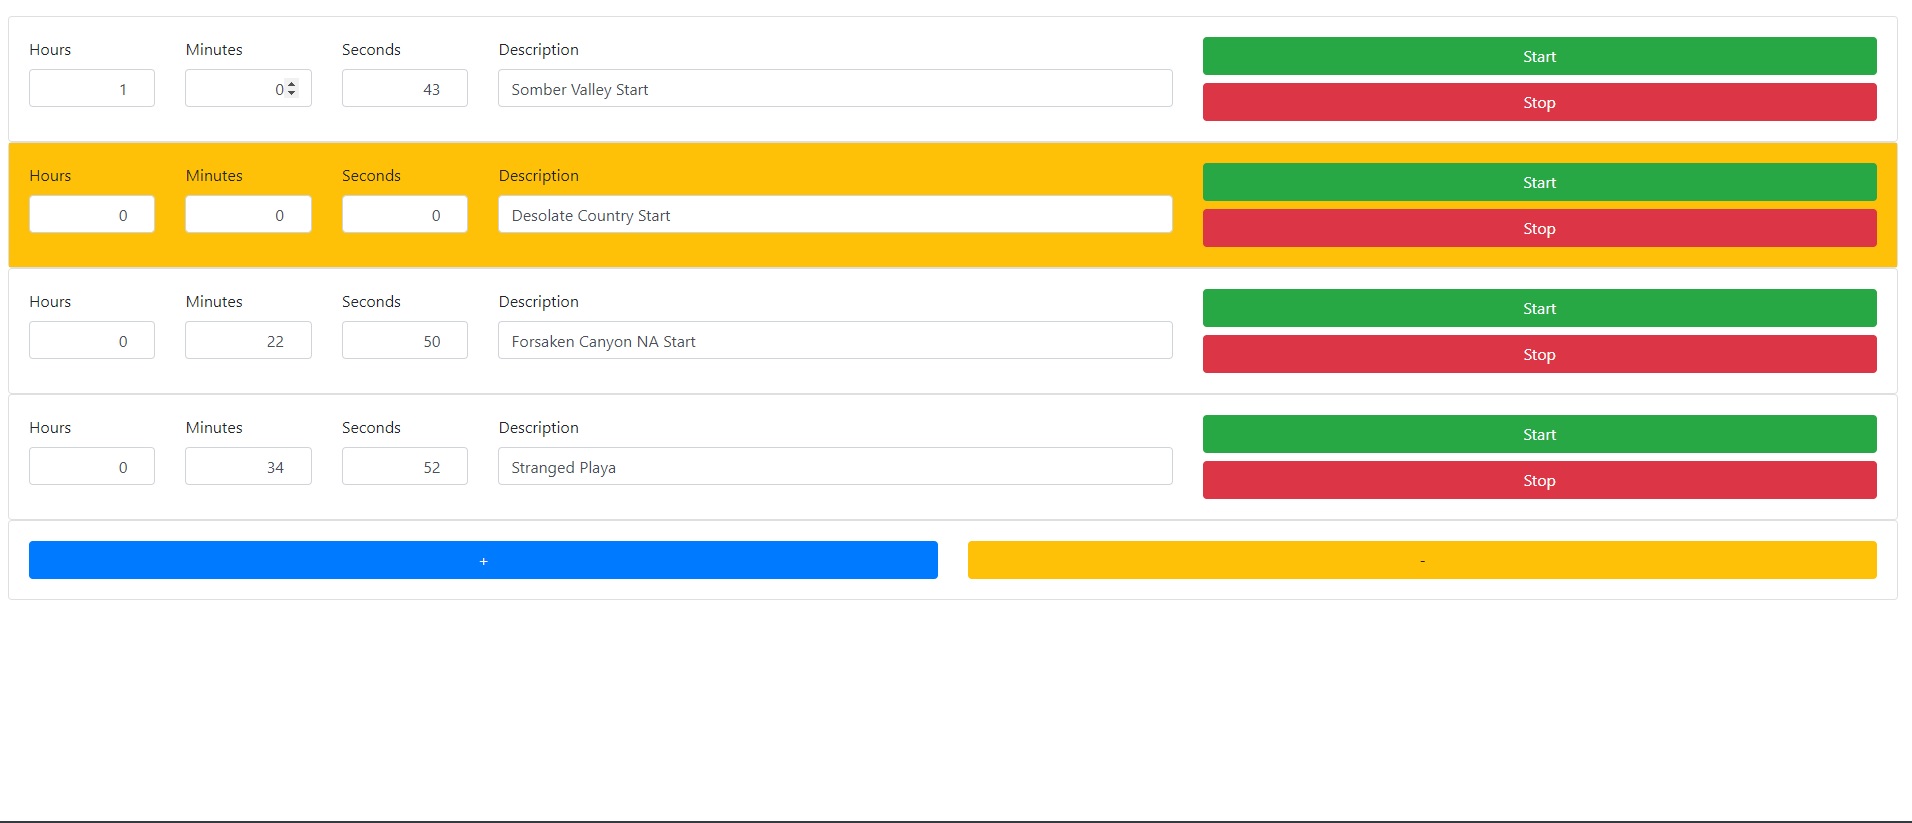 Hours Minutes Seconds Description Start
1 0 43 Somber Valley Start
Stop
Hours Minutes Seconds Description Start
0 0 0 Desolate Country Start
Stop
Hours Minutes Seconds Description Start
0 22 50 Forsaken Canyon NA Start
Stop
Hours Minutes Seconds Description Start
0 34 52 Stranged Playa
Stop
+ -